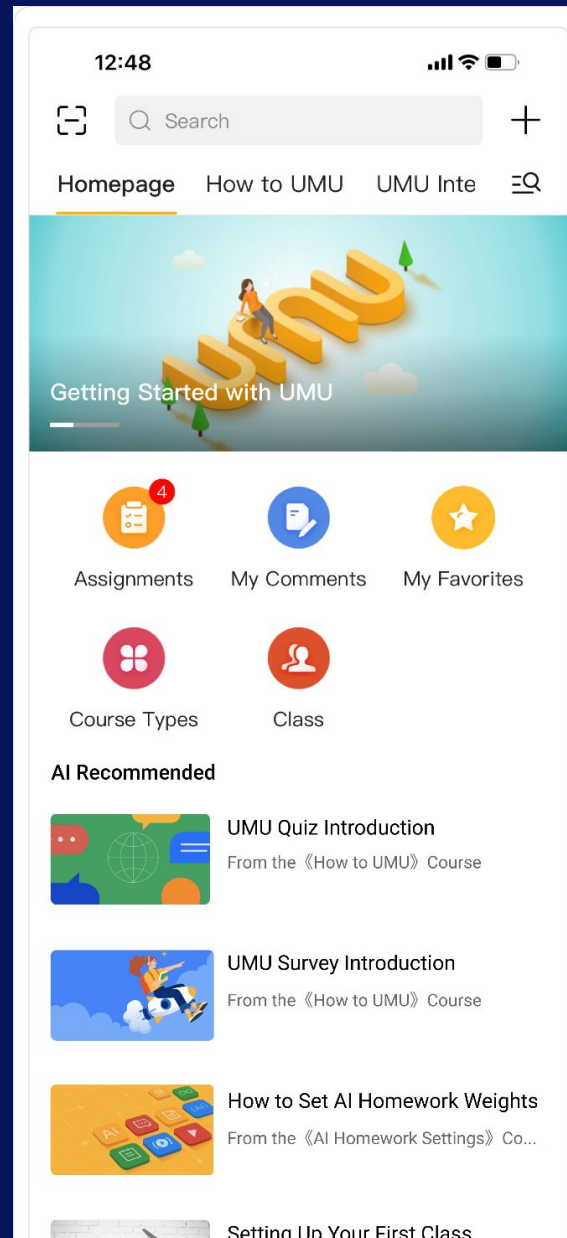 12:48
Search
Homepage How to UMU UMU Inte
umu
Getting Started with UMU
4
Assignments My Comments My Favorites
Course Types Class
AI Recommended
UMU Quiz Introduction
From the 《How to UMU》 Course
UMU Survey Introduction
From the 《How to UMU》 Course
AI
How to Set AI Homework Weights
From the 《AI Homework Settings》 Co...
Setting Up Your First Class